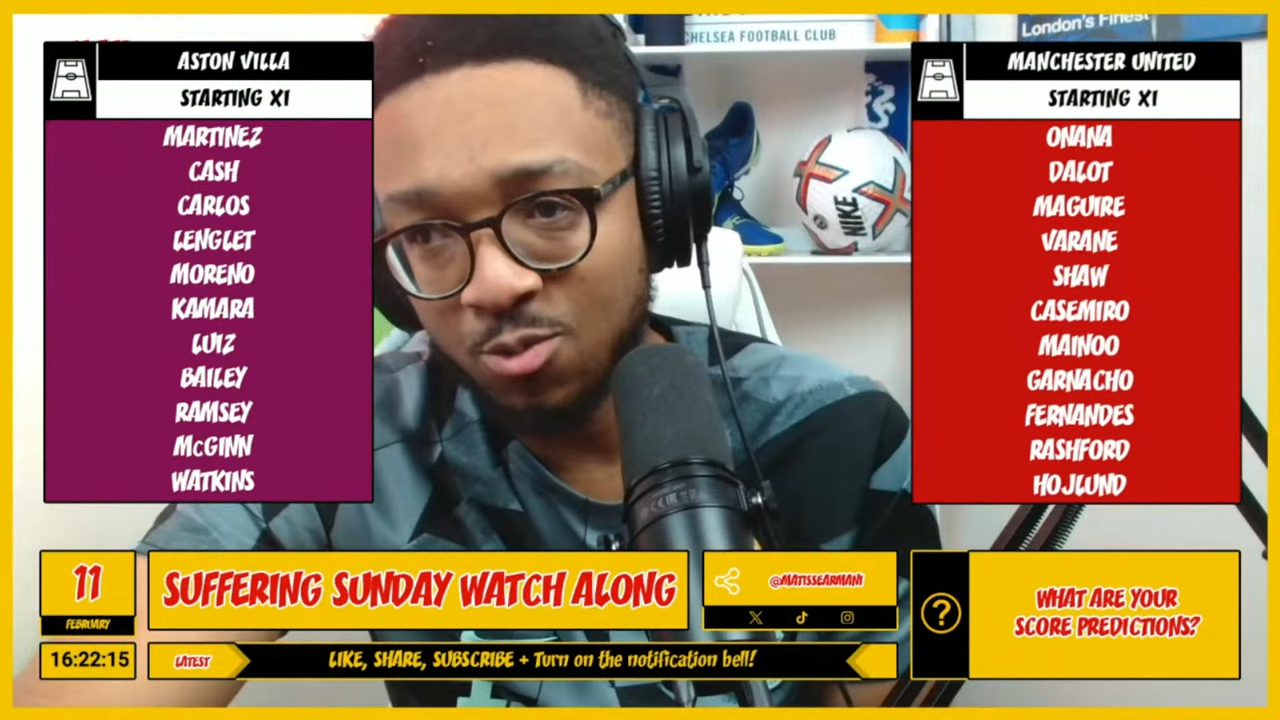 CHELSEA FOOTBALL CLUB
London's Finest
ASTON VILLA
STARTING XI
MARTINEZ
CASH
CARLOS
LENGLET
MORENO
KAMARA
LUIZ
BAILEY
RAMSEY
McGINN
WATKINS
MANCHESTER UNITED
STARTING XI
ONANA
DALOT
MAGUIRE
VARANE
SHAW
CASEMIRO
MAINOO
GARNACHO
FERNANDES
RASHFORD
HOJLUND
NIKE
11
FEBRUARY
16:22:15
SUFFERING SUNDAY WATCH ALONG
@MATISSEARMANI
LATEST
LIKE, SHARE, SUBSCRIBE + Turn on the notification bell!
?
WHAT ARE YOUR
SCORE PREDICTIONS?